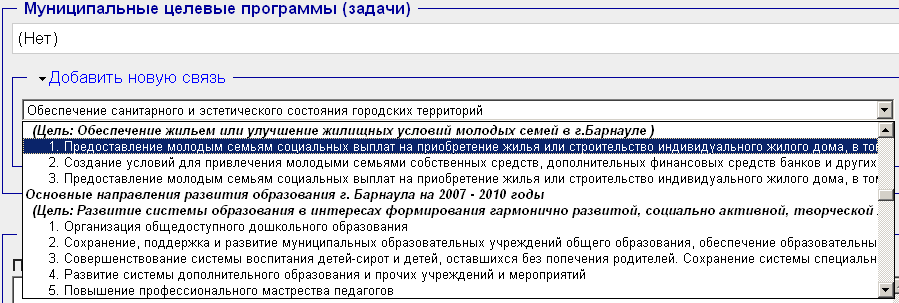 Муниципальные целевые программы (задачи)
(Нет)
Добавить новую связь
Обеспечение санитарного и эстетического состояния городских территорий
(Цель: Обеспечение жильем или улучшение жилищных условий молодых семей в г.Барнауле )
1. Предоставление молодым семьям социальных выплат на приобретение жилья или строительство индивидуального жилого дома, в то
2. Создание условий для привлечения молодыми семьями собственных средств, дополнительных финансовых средств банков и других
3. Предоставление молодым семьям социальных выплат на приобретение жилья или строительство индивидуального жилого дома, в то
Основные направления развития образования г. Барнаула на 2007 - 2010 годы
(Цель: Развитие системы образования в интересах формирования гармонично развитой, социально активной, творческой
1. Организация общедоступного дошкольного образования
2. Сохранение, поддержка и развитие муниципальных образовательных учреждений общего образования, обеспечение образовательны
3. Совершенствование системы воспитания детей-сирот и детей, оставшихся без попечения родителей. Сохранение системы специальн
4. Развитие системы дополнительного образования и прочих учреждений и мероприятий
5. Повышение профессионального мастрества педагогов